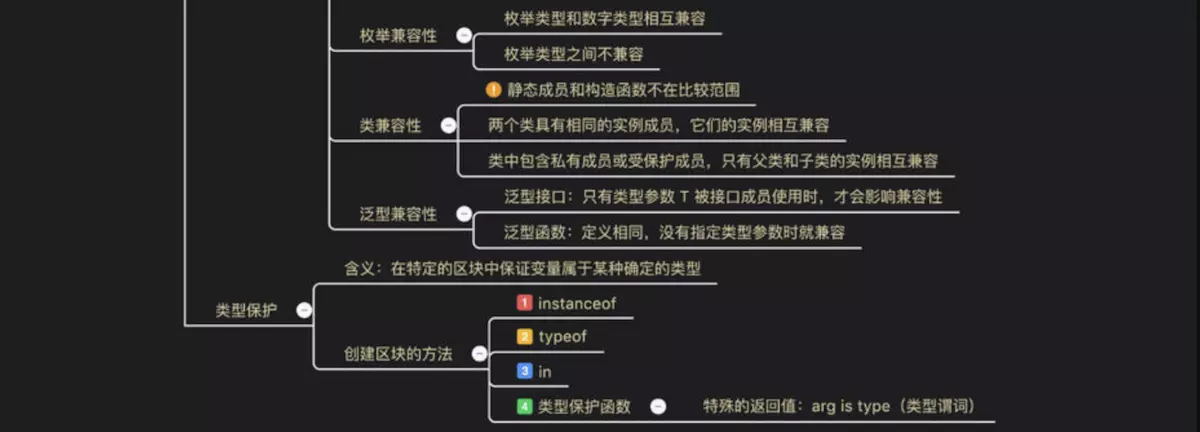 枚举类型和数字类型相互兼容
枚举兼容性
枚举类型之间不兼容
静态成员和构造函数不在比较范围
类兼容性
两个类具有相同的实例成员，它们的实例相互兼容
类中包含私有成员或受保护成员，只有父类和子类的实例相互兼容
泛型接口：只有类型参数 T 被接口成员使用时，才会影响兼容性
泛型兼容性
泛型函数：定义相同，没有指定类型参数时就兼容
含义：在特定的区块中保证变量属于某种确定的类型
类型保护
1 instanceof
2 typeof
创建区块的方法
3 in
4 类型保护函数
特殊的返回值：arg is type（类型谓词）